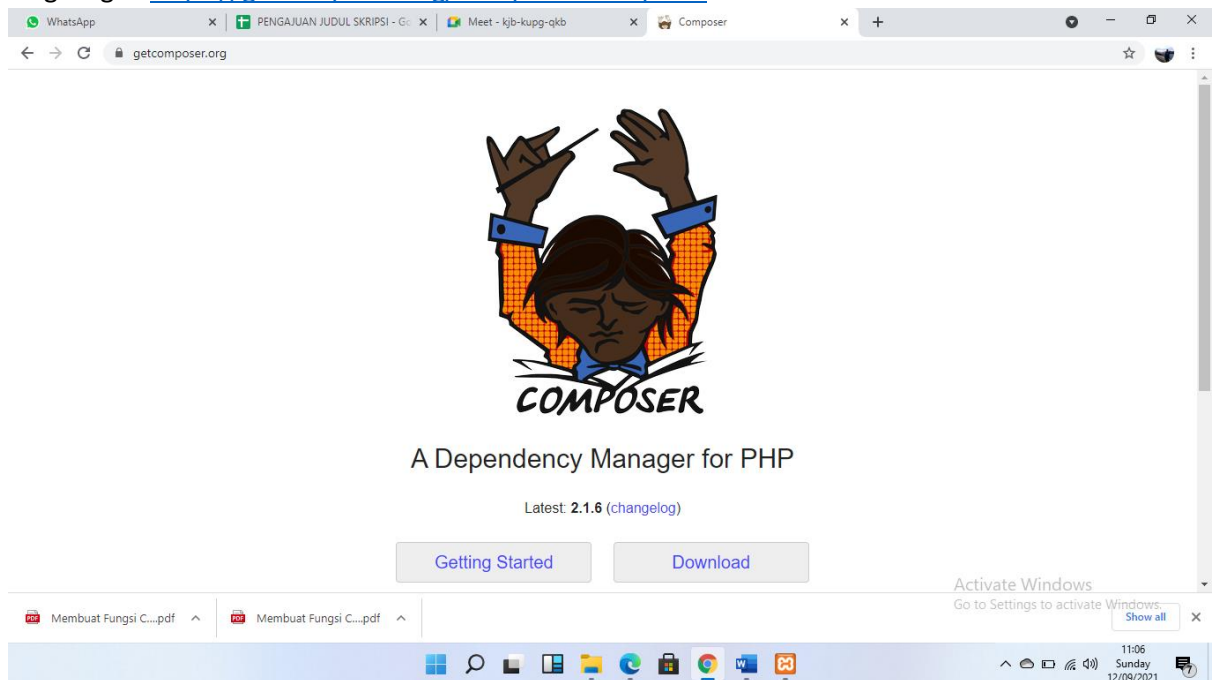 WhatsApp
PENGAJUAN JUDUL SKRIPSI - Go
Meet - kjb-kupg-qkb
Composer
getcomposer.org
COMPOSER
A Dependency Manager for PHP
Latest: 2.1.6 (changelog)
Getting Started
Download
Activate Windows
Go to Settings to activate Windows.
Membuat Fungsi C....pdf
Membuat Fungsi C....pdf
Show all
11:06
Sunday
12/09/2021